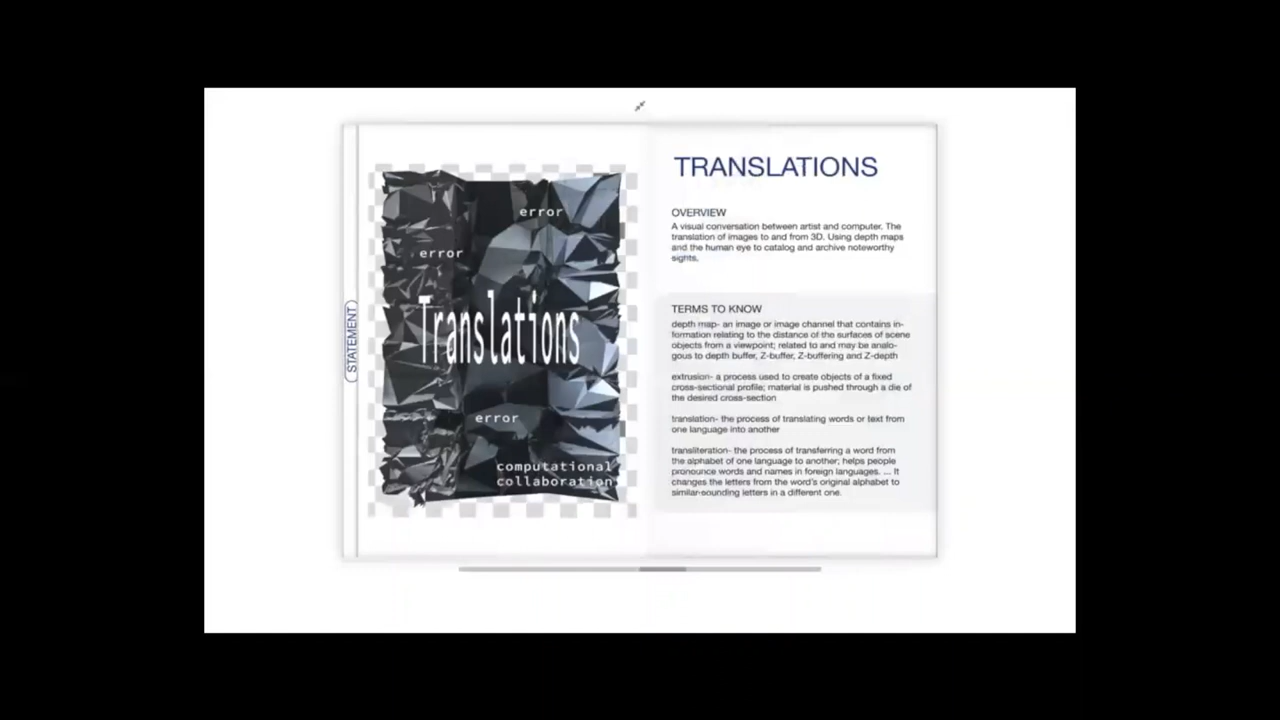 STATEMENT
error
error
Translations
error
computational
collaboration
TRANSLATIONS
OVERVIEW
A visual conversation between artist and computer. The
translation of images to and from 3D. Using depth maps
and the human eye to catalog and archive noteworthy
sights.
TERMS TO KNOW
depth map- an image or image channel that contains in-
formation relating to the distance of the surfaces of scene
objects from a viewpoint; related to and may be analo-
gous to depth buffer, Z-buffer, Z-buffering and Z-depth
extrusion- a process used to create objects of a fixed
cross-sectional profile; material is pushed through a die of
the desired cross-section
translation- the process of translating words or text from
one language into another
transliteration- the process of transferring a word from
the alphabet of one language to another; helps people
pronounce words and names in foreign languages. ... It
changes the letters from the word's original alphabet to
similar-sounding letters in a different one.